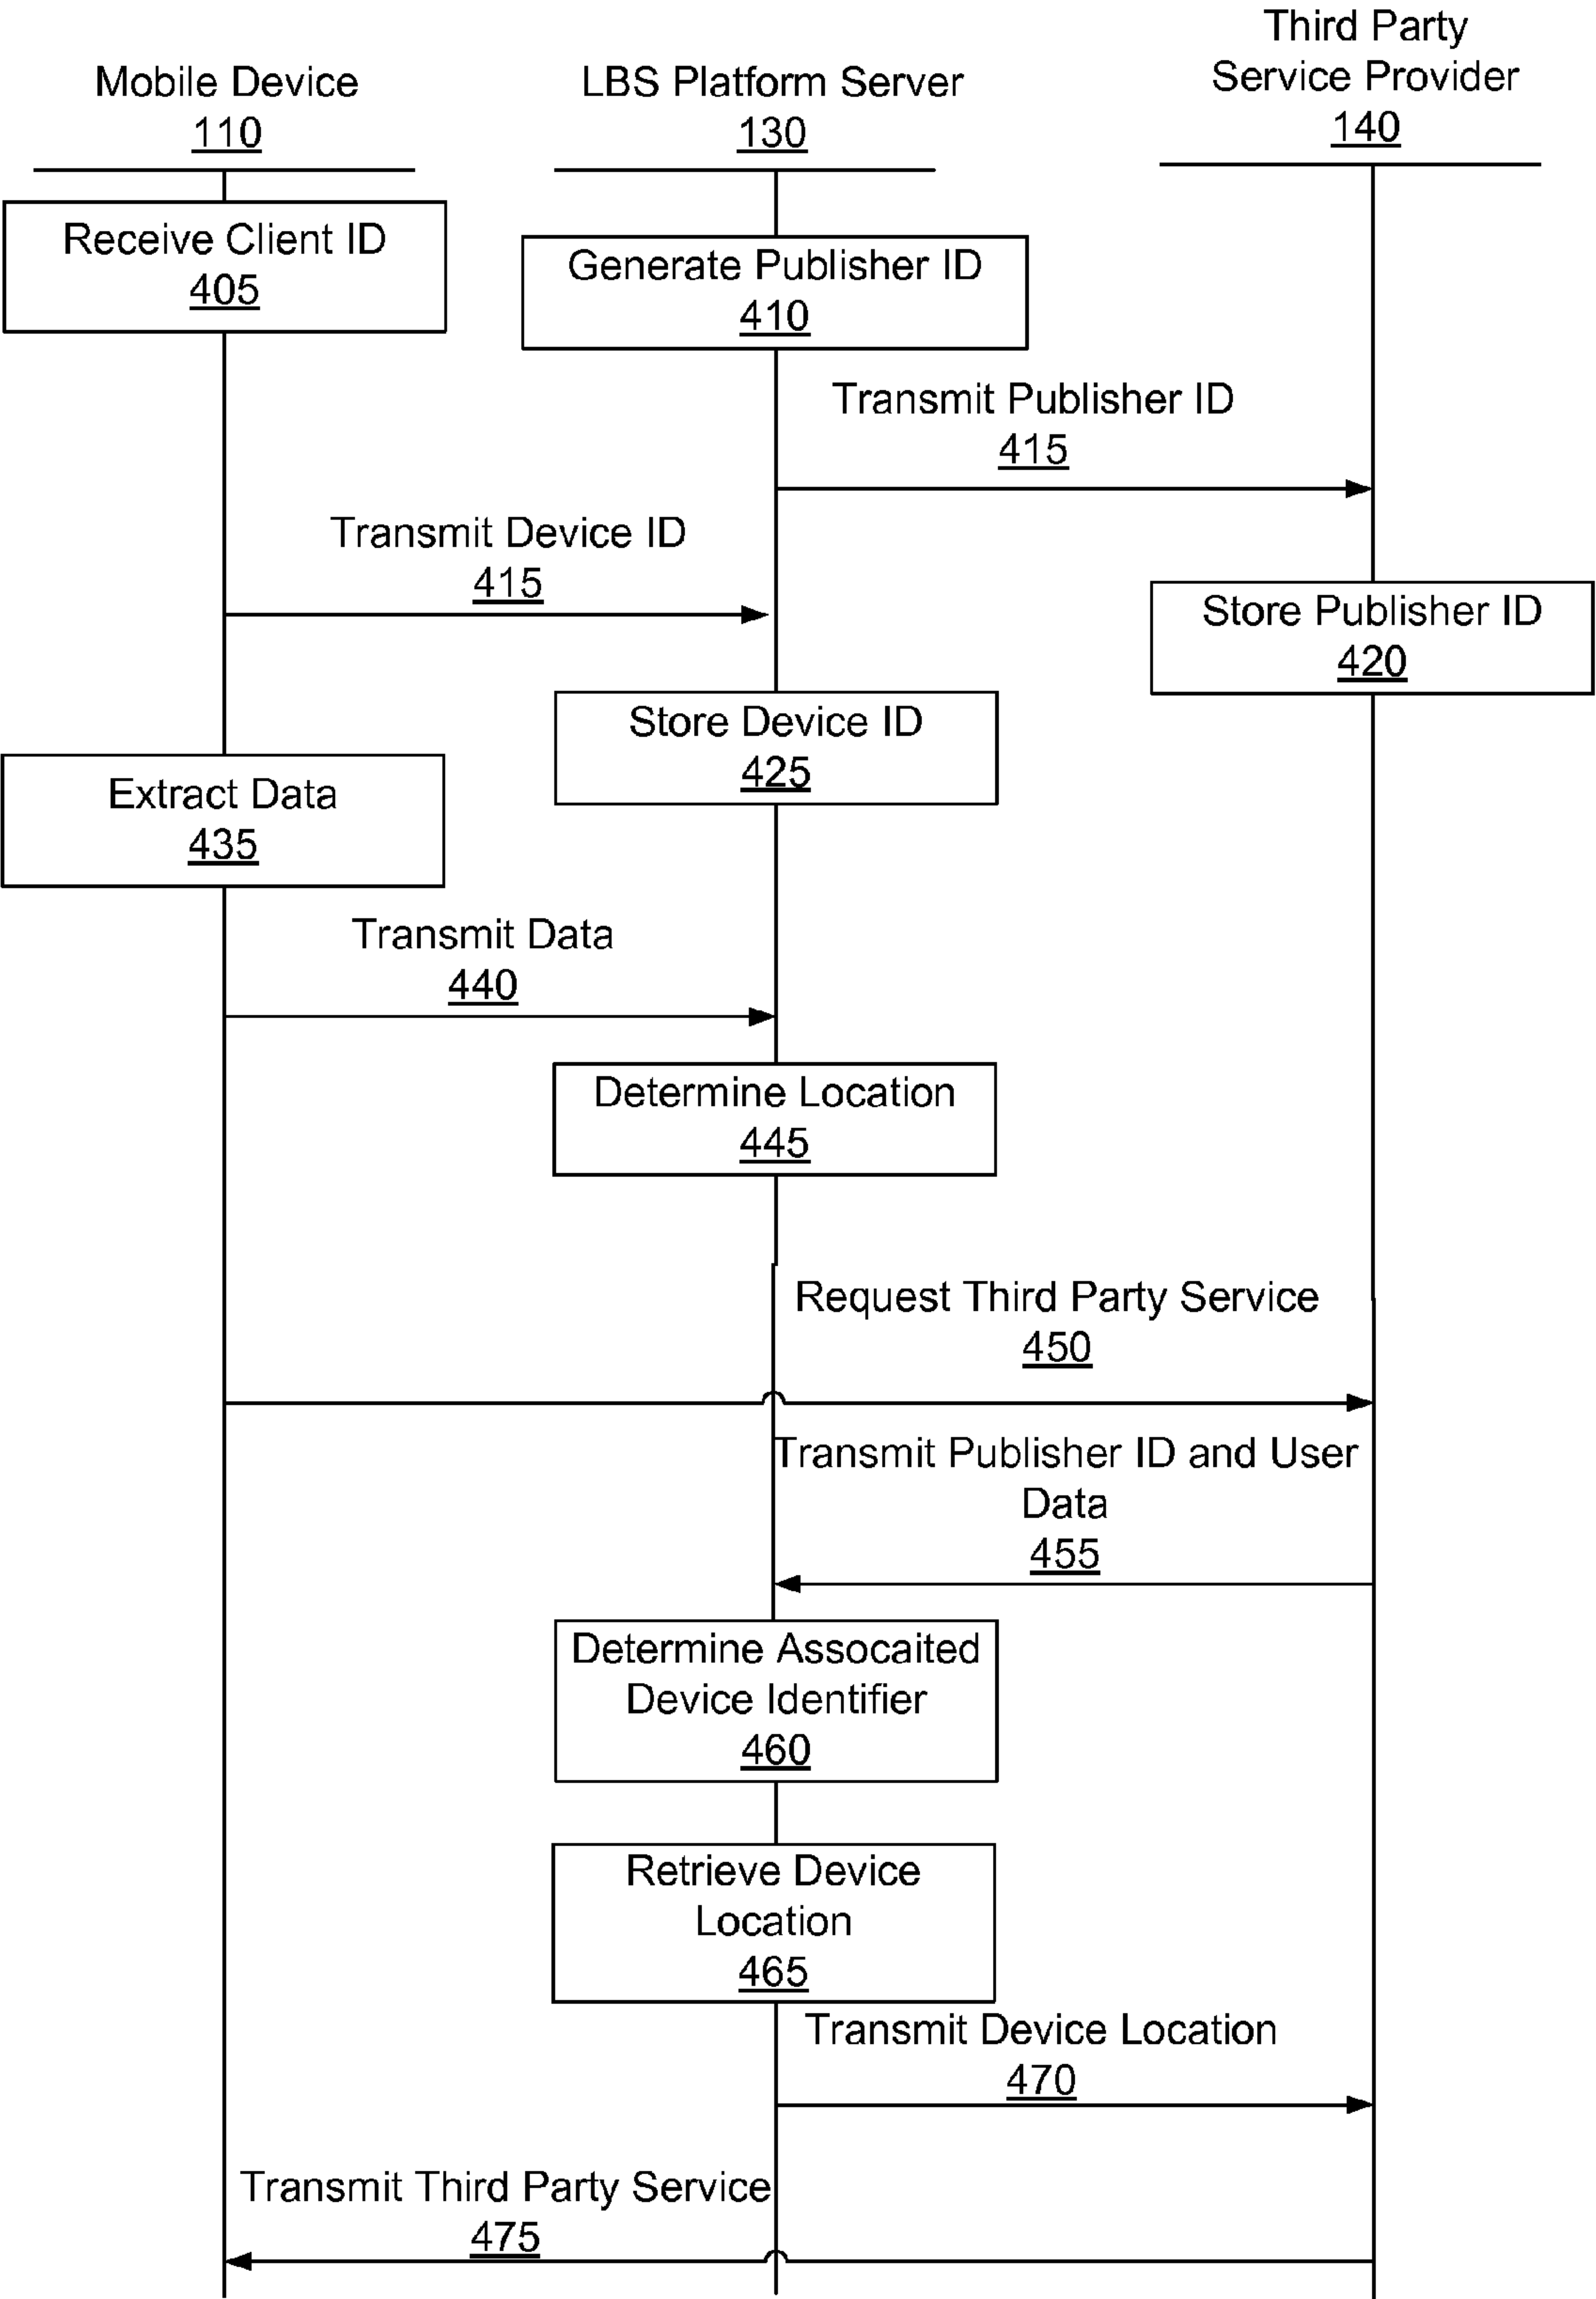 Mobile Device
110
LBS Platform Server
130
Third Party
Service Provider
140
Receive Client ID
405
Generate Publisher ID
410
Transmit Publisher ID
415
Transmit Device ID
415
Store Publisher ID
420
Store Device ID
425
Extract Data
435
Transmit Data
440
Determine Location
445
Request Third Party Service
450
Transmit Publisher ID and User
Data
455
Determine Assocaited
Device Identifier
460
Retrieve Device
Location
465
Transmit Device Location
470
Transmit Third Party Service
475